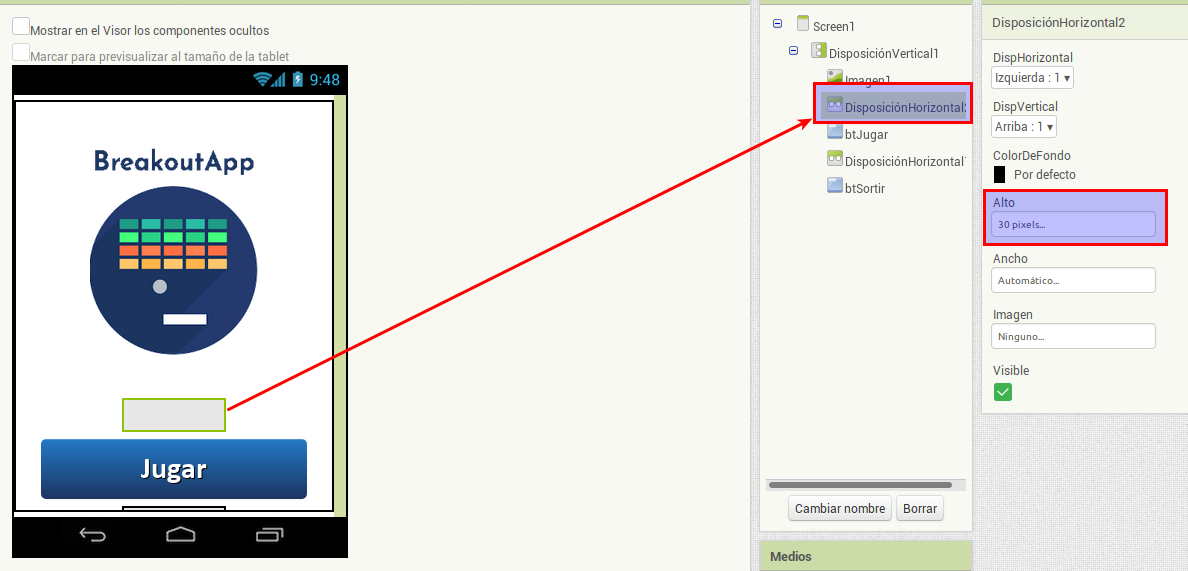 Mostrar en el Visor los componentes ocultos
Marcar para previsualizar al tamaño de la tablet
9:48
BreakoutApp
Jugar
Screen1
DisposiciónVertical1
Imagen1
DisposiciónHorizontal2
btJugar
DisposiciónHorizontal
btSortir
Cambiar nombre
Borrar
Medios
DisposiciónHorizontal2
DispHorizontal
Izquierda : 1
DispVertical
Arriba : 1
ColorDeFondo
Por defecto
Alto
30 pixels...
Ancho
Automático...
Imagen
Ninguno...
Visible